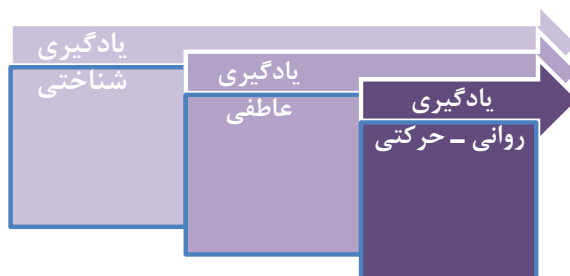 یادگیری
شناختی
یادگیری
عاطفی
یادگیری
روانی ـ حرکتی